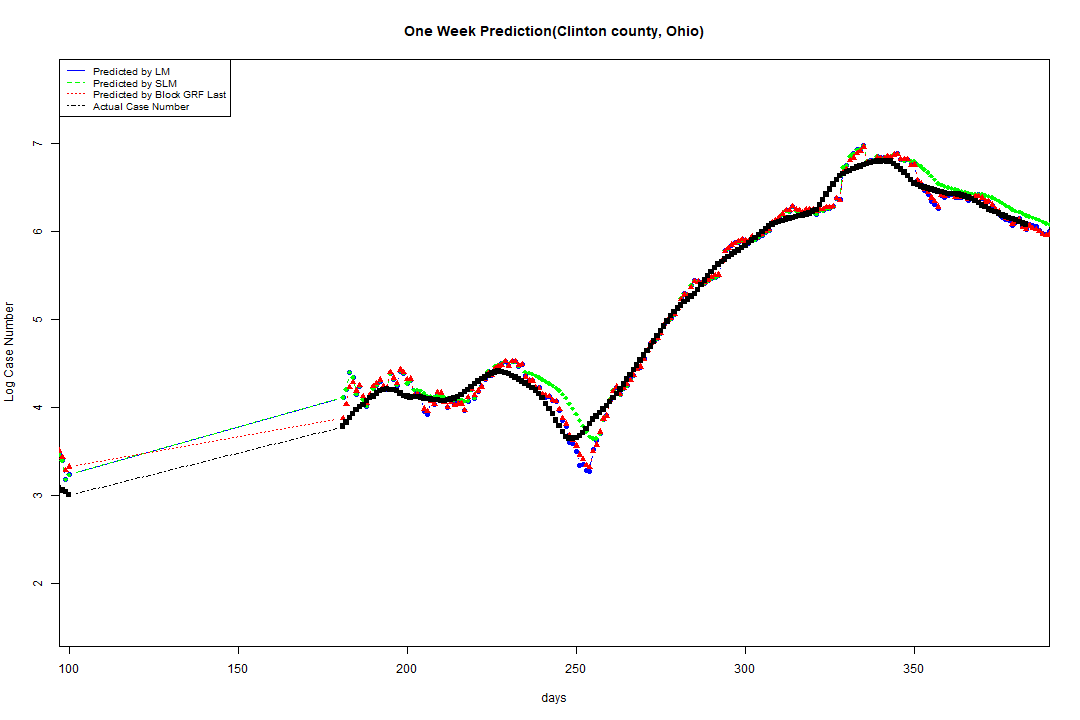 One Week Prediction(Clinton county, Ohio)
Predicted by LM
Predicted by SLM
Predicted by Block GRF Last
Actual Case Number
7
6
5
4
3
2
Log Case Number
100 150 200 250 300 350
days